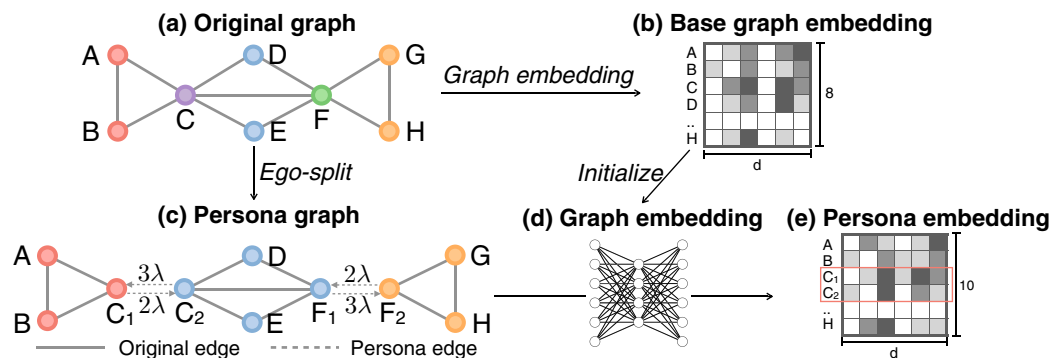 (a) Original graph
(b) Base graph embedding
A
D
G
C
F
B
E
H
Graph embedding
A
B
C
D
..
H
8
d
Ego-split
Initialize
(c) Persona graph
(d) Graph embedding
(e) Persona embedding
A
D
G
3λ
2λ
C1
2λ
C2
F1
3λ
F2
B
E
H
A
B
C1
C2
..
H
10
d
Original edge
Persona edge